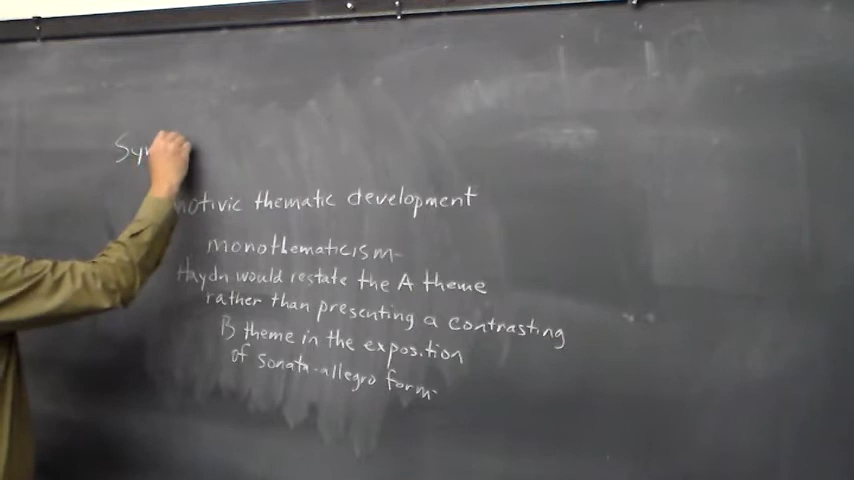 Sy
motivic thematic development
monothematicism-
Haydn would restate the A theme
rather than presenting a contrasting
B theme in the exposition
of sonata-allegro form-